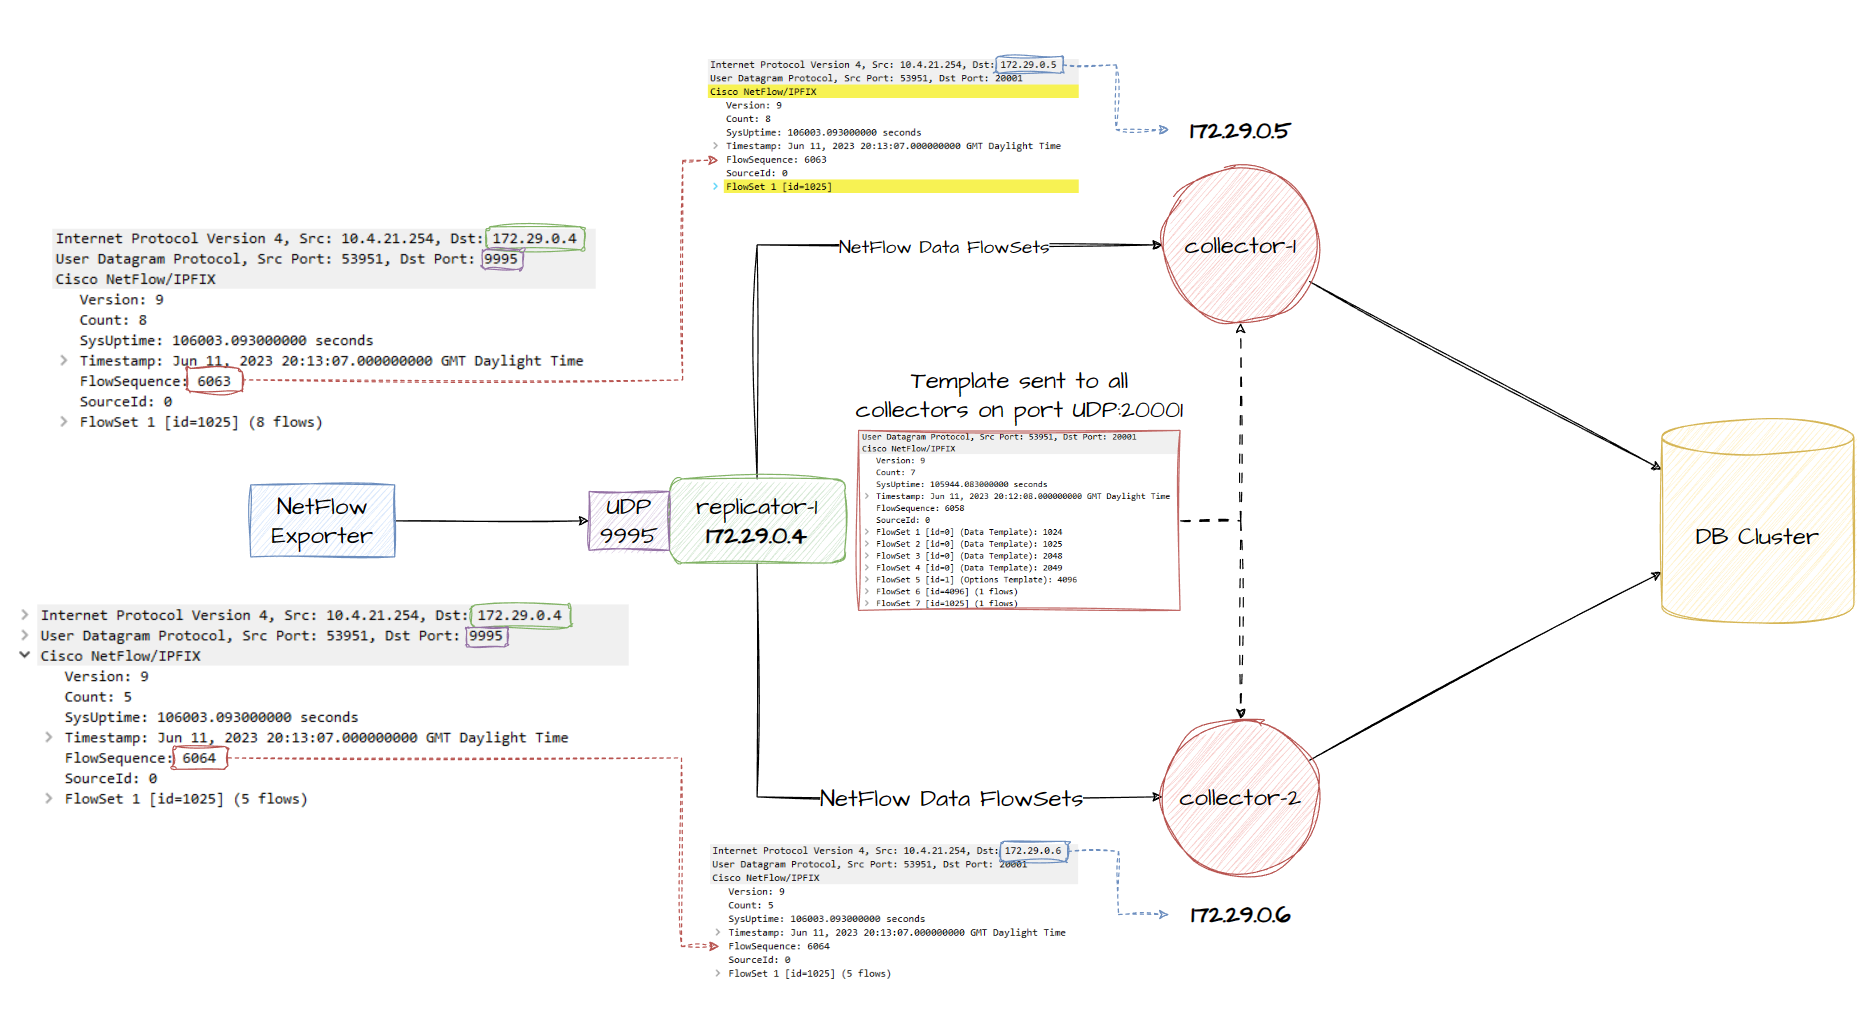 Internet Protocol Version 4, Src: 10.4.21.254, Dst: 172.29.0.5
User Datagram Protocol, Src Port: 53951, Dst Port: 20001
Cisco NetFlow/IPFIX
Version: 9
Count: 8
SysUptime: 106003.093000000 seconds
Timestamp: Jun 11, 2023 20:13:07.000000000 GMT Daylight Time
FlowSequence: 6063
SourceId: 0
FlowSet 1 [id=1025]
172.29.0.5
Internet Protocol Version 4, Src: 10.4.21.254, Dst: 172.29.0.4
User Datagram Protocol, Src Port: 53951, Dst Port: 9995
Cisco NetFlow/IPFIX
Version: 9
Count: 8
SysUptime: 106003.093000000 seconds
Timestamp: Jun 11, 2023 20:13:07.000000000 GMT Daylight Time
FlowSequence: 6063
SourceId: 0
FlowSet 1 [id=1025] (8 flows)
NetFlow Data FlowSets
collector-1
Template sent to all
collectors on port UDP:20001
User Datagram Protocol, Src Port: 53951, Dst Port: 20001
Cisco NetFlow/IPFIX
Version: 9
Count: 7
SysUptime: 105944.083000000 seconds
Timestamp: Jun 11, 2023 20:12:08.000000000 GMT Daylight Time
FlowSequence: 6058
SourceId: 0
FlowSet 1 [id=0] (Data Template): 1024
FlowSet 2 [id=0] (Data Template): 1025
FlowSet 3 [id=0] (Data Template): 2048
FlowSet 4 [id=0] (Data Template): 2049
FlowSet 5 [id=1] (Options Template): 4096
FlowSet 6 [id=4096] (1 flows)
FlowSet 7 [id=1025] (1 flows)
NetFlow
Exporter
UDP
9995
replicator-1
172.29.0.4
DB Cluster
Internet Protocol Version 4, Src: 10.4.21.254, Dst: 172.29.0.4
User Datagram Protocol, Src Port: 53951, Dst Port: 9995
Cisco NetFlow/IPFIX
Version: 9
Count: 5
SysUptime: 106003.093000000 seconds
Timestamp: Jun 11, 2023 20:13:07.000000000 GMT Daylight Time
FlowSequence: 6064
SourceId: 0
FlowSet 1 [id=1025] (5 flows)
NetFlow Data FlowSets
collector-2
Internet Protocol Version 4, Src: 10.4.21.254, Dst: 172.29.0.6
User Datagram Protocol, Src Port: 53951, Dst Port: 20001
Cisco NetFlow/IPFIX
Version: 9
Count: 5
SysUptime: 106003.093000000 seconds
Timestamp: Jun 11, 2023 20:13:07.000000000 GMT Daylight Time
FlowSequence: 6064
SourceId: 0
FlowSet 1 [id=1025] (5 flows)
172.29.0.6